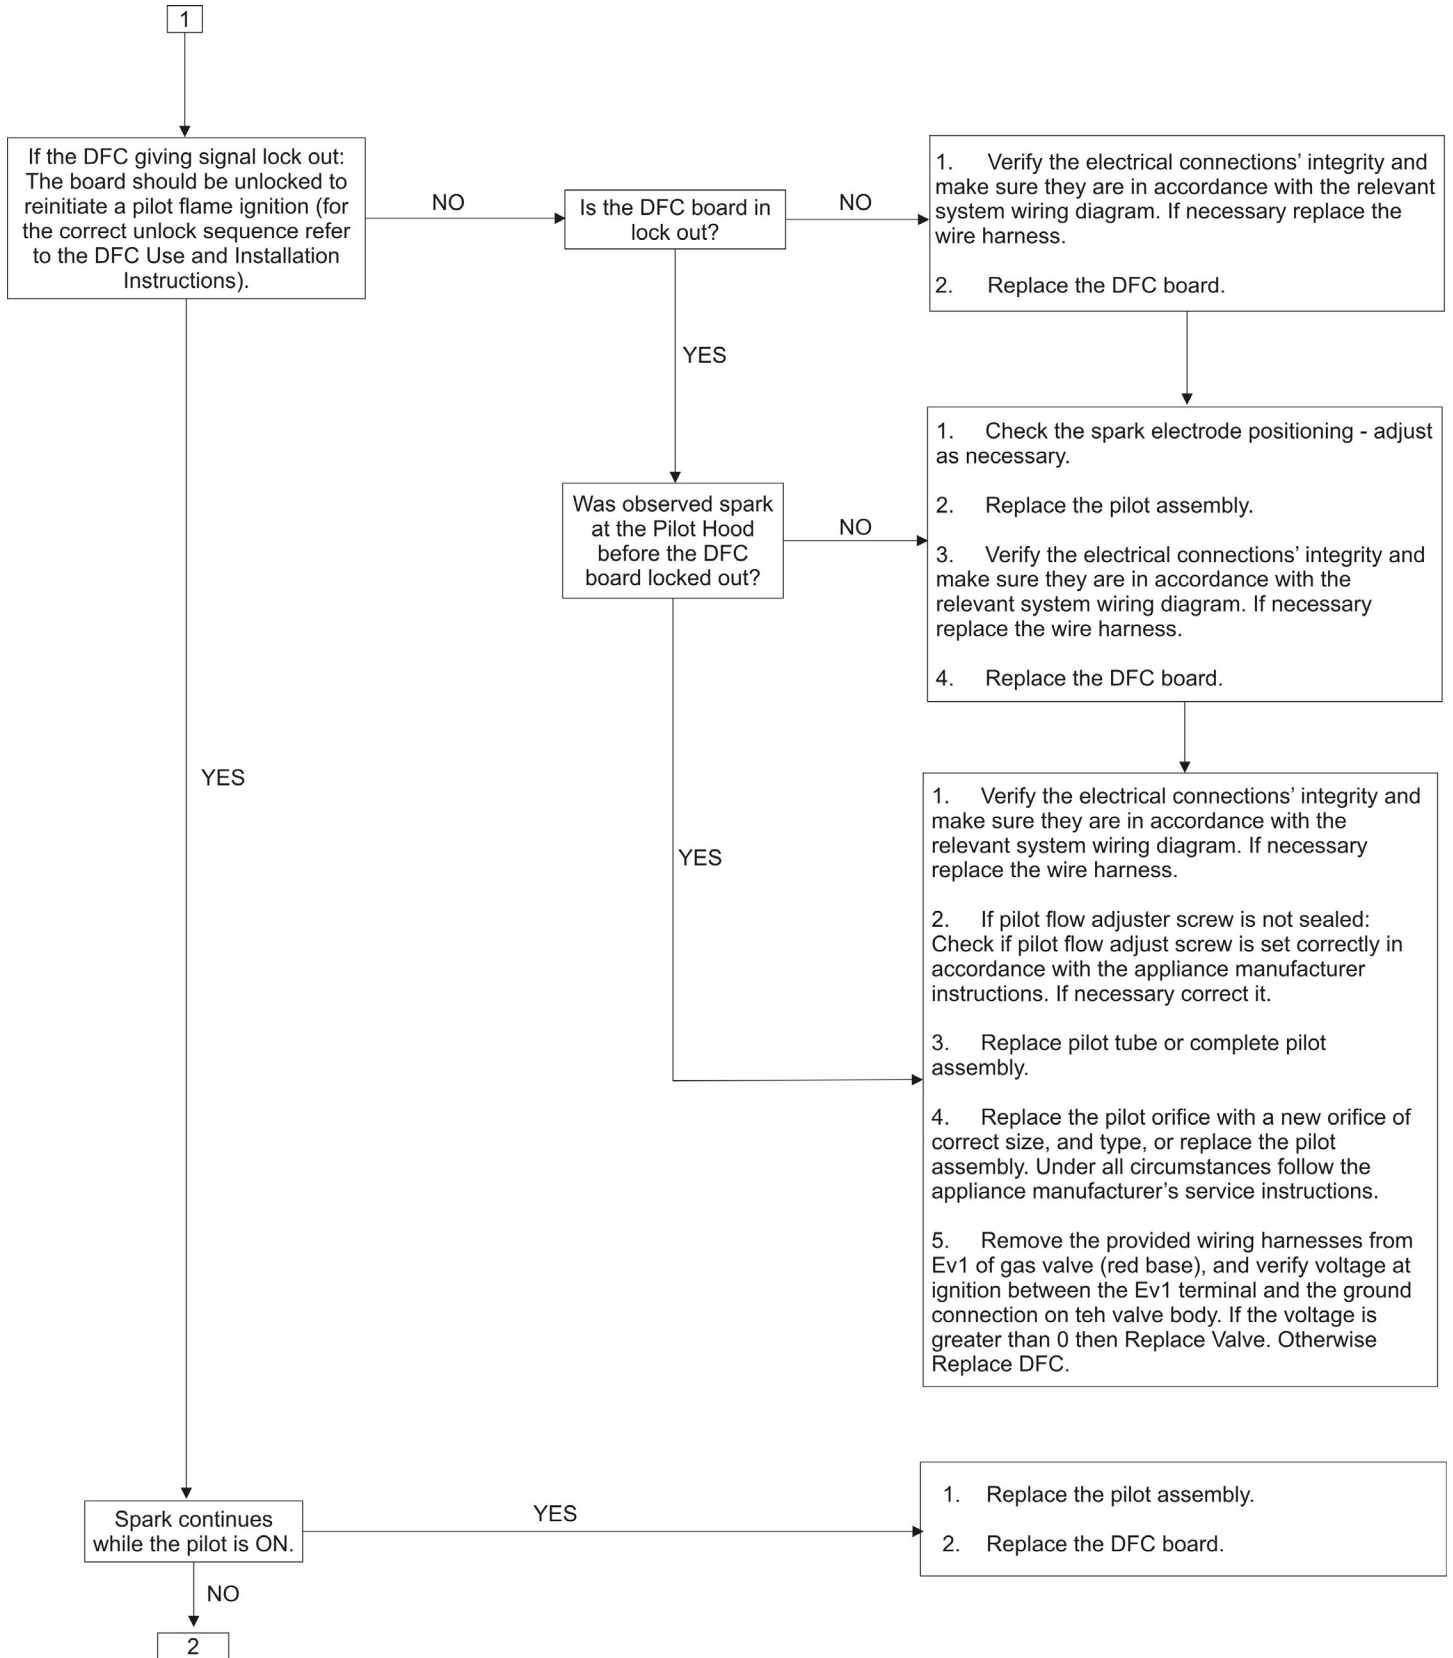 1
If the DFC giving signal lock out:
The board should be unlocked to
reinitiate a pilot flame ignition (for
the correct unlock sequence refer
to the DFC Use and Installation
Instructions).
NO
Is the DFC board in
lock out?
NO
1. Verify the electrical connections’ integrity and
make sure they are in accordance with the relevant
system wiring diagram. If necessary replace the
wire harness.
2. Replace the DFC board.
YES
Was observed spark
at the Pilot Hood
before the DFC
board locked out?
NO
1. Check the spark electrode positioning - adjust
as necessary.
2. Replace the pilot assembly.
3. Verify the electrical connections’ integrity and
make sure they are in accordance with the
relevant system wiring diagram. If necessary
replace the wire harness.
4. Replace the DFC board.
YES
YES
1. Verify the electrical connections’ integrity and
make sure they are in accordance with the
relevant system wiring diagram. If necessary
replace the wire harness.
2. If pilot flow adjuster screw is not sealed:
Check if pilot flow adjust screw is set correctly in
accordance with the appliance manufacturer
instructions. If necessary correct it.
3. Replace pilot tube or complete pilot
assembly.
4. Replace the pilot orifice with a new orifice of
correct size, and type, or replace the pilot
assembly. Under all circumstances follow the
appliance manufacturer’s service instructions.
5. Remove the provided wiring harnesses from
Ev1 of gas valve (red base), and verify voltage at
ignition between the Ev1 terminal and the ground
connection on teh valve body. If the voltage is
greater than 0 then Replace Valve. Otherwise
Replace DFC.
Spark continues
while the pilot is ON.
YES
1. Replace the pilot assembly.
2. Replace the DFC board.
NO
2